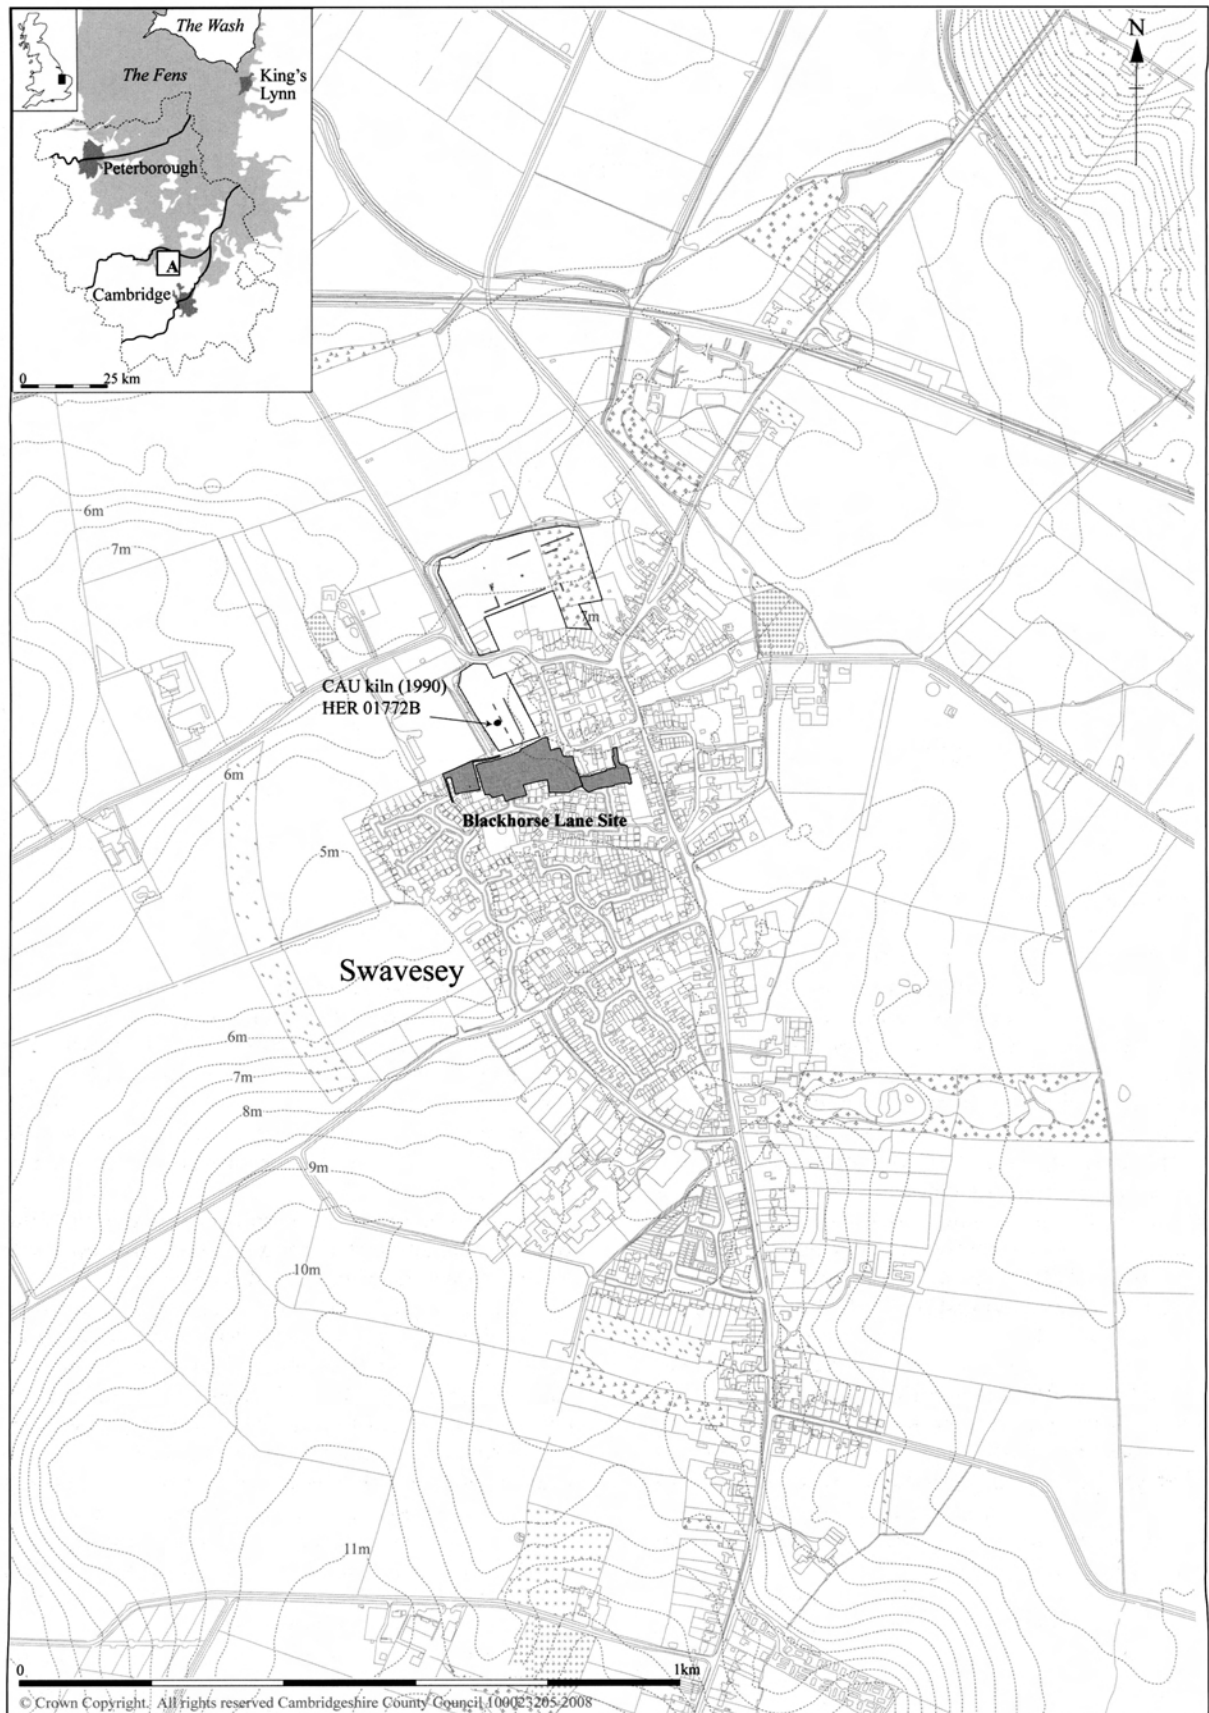 The Wash
The Fens
King's
Lynn
Peterborough
A
Cambridge
0
25 km
N
6m
7m
7m
CAU kiln (1990)
HER 01772B
6m
Blackhorse Lane Site
5m
Swavesey
6m
7m
8m
9m
10m
11m
0
1km
© Crown Copyright. All rights reserved Cambridgeshire County Council 100023205 2008